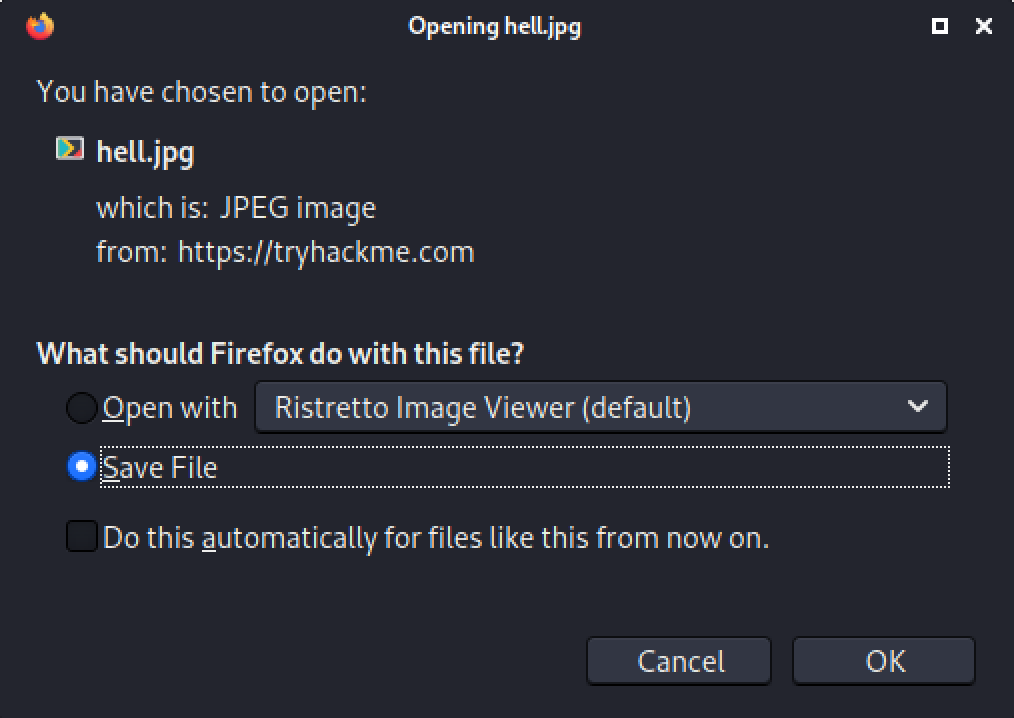 Opening hell.jpg
You have chosen to open:
hell.jpg
which is: JPEG image
from: https://tryhackme.com
What should Firefox do with this file?
Open with Ristretto Image Viewer (default)
Save File
Do this automatically for files like this from now on.
Cancel OK